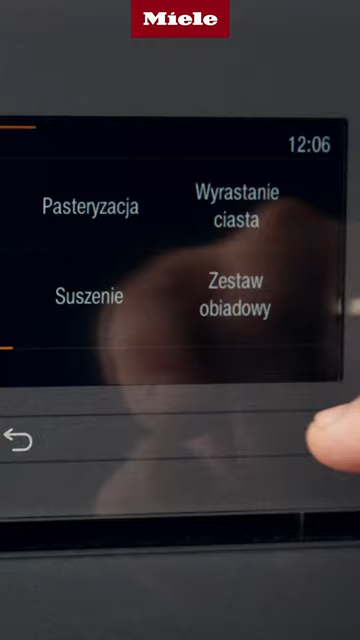 Miele
12:06
Pasteryzacja
Wyrastanie
ciasta
Suszenie
Zestaw
obiadowy